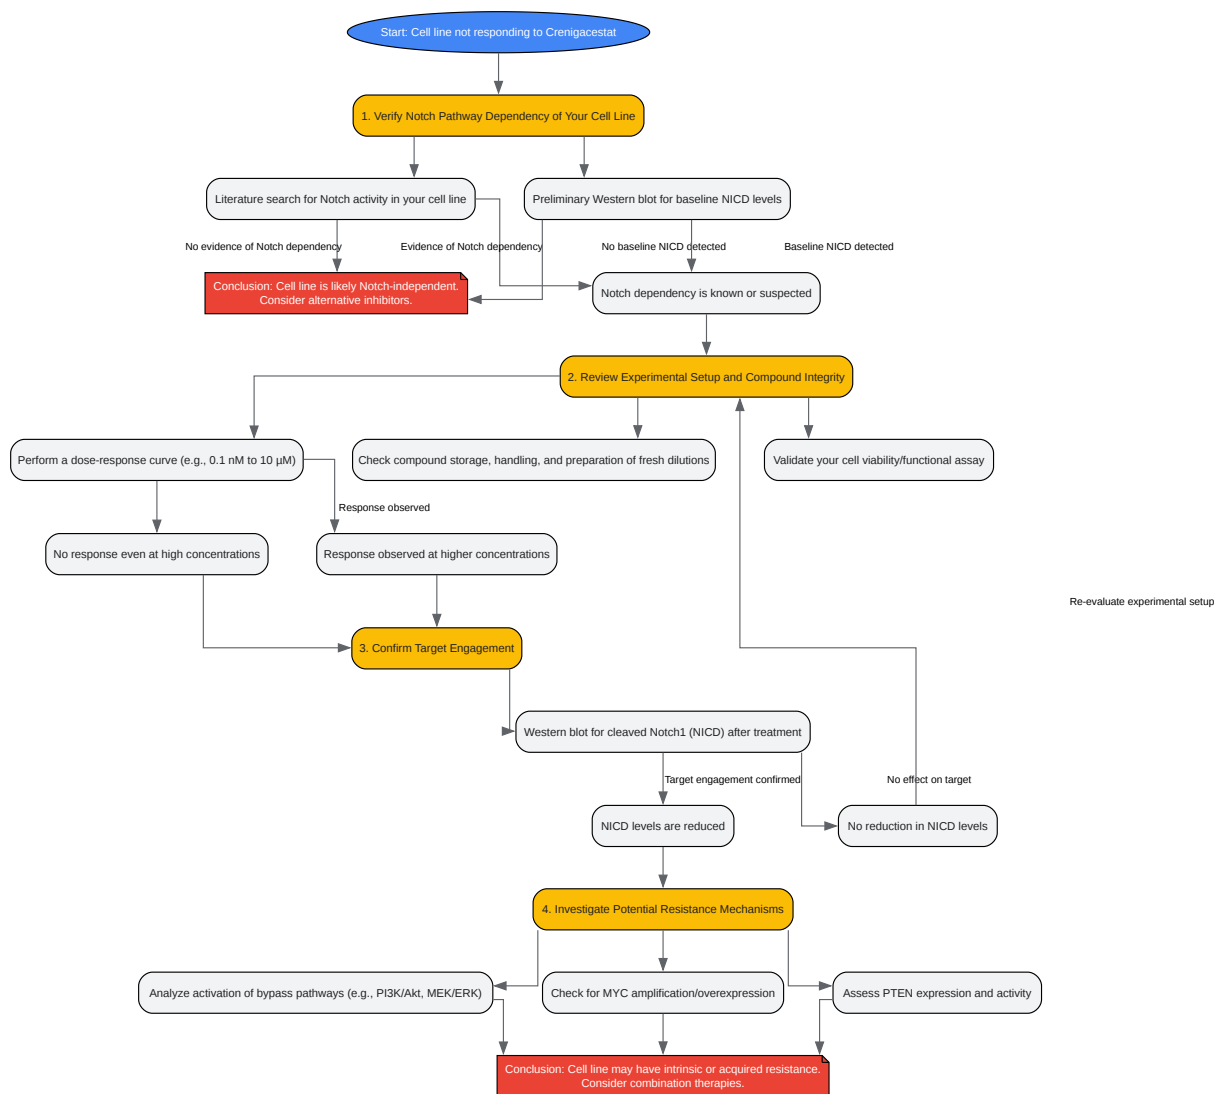 Start: Cell line not responding to Crenigacestat
1. Verify Notch Pathway Dependency of Your Cell Line
Literature search for Notch activity in your cell line
Preliminary Western blot for baseline NICD levels
No evidence of Notch dependency
Evidence of Notch dependency
No baseline NICD detected
Baseline NICD detected
Conclusion: Cell line is likely Notch-independent.
Consider alternative inhibitors.
Notch dependency is known or suspected
2. Review Experimental Setup and Compound Integrity
Perform a dose-response curve (e.g., 0.1 nM to 10 µM)
Check compound storage, handling, and preparation of fresh dilutions
Validate your cell viability/functional assay
Response observed
No response even at high concentrations
Response observed at higher concentrations
Re-evaluate experimental setup
3. Confirm Target Engagement
Western blot for cleaved Notch1 (NICD) after treatment
Target engagement confirmed
No effect on target
NICD levels are reduced
No reduction in NICD levels
4. Investigate Potential Resistance Mechanisms
Analyze activation of bypass pathways (e.g., PI3K/Akt, MEK/ERK)
Check for MYC amplification/overexpression
Assess PTEN expression and activity
Conclusion: Cell line may have intrinsic or acquired resistance.
Consider combination therapies.